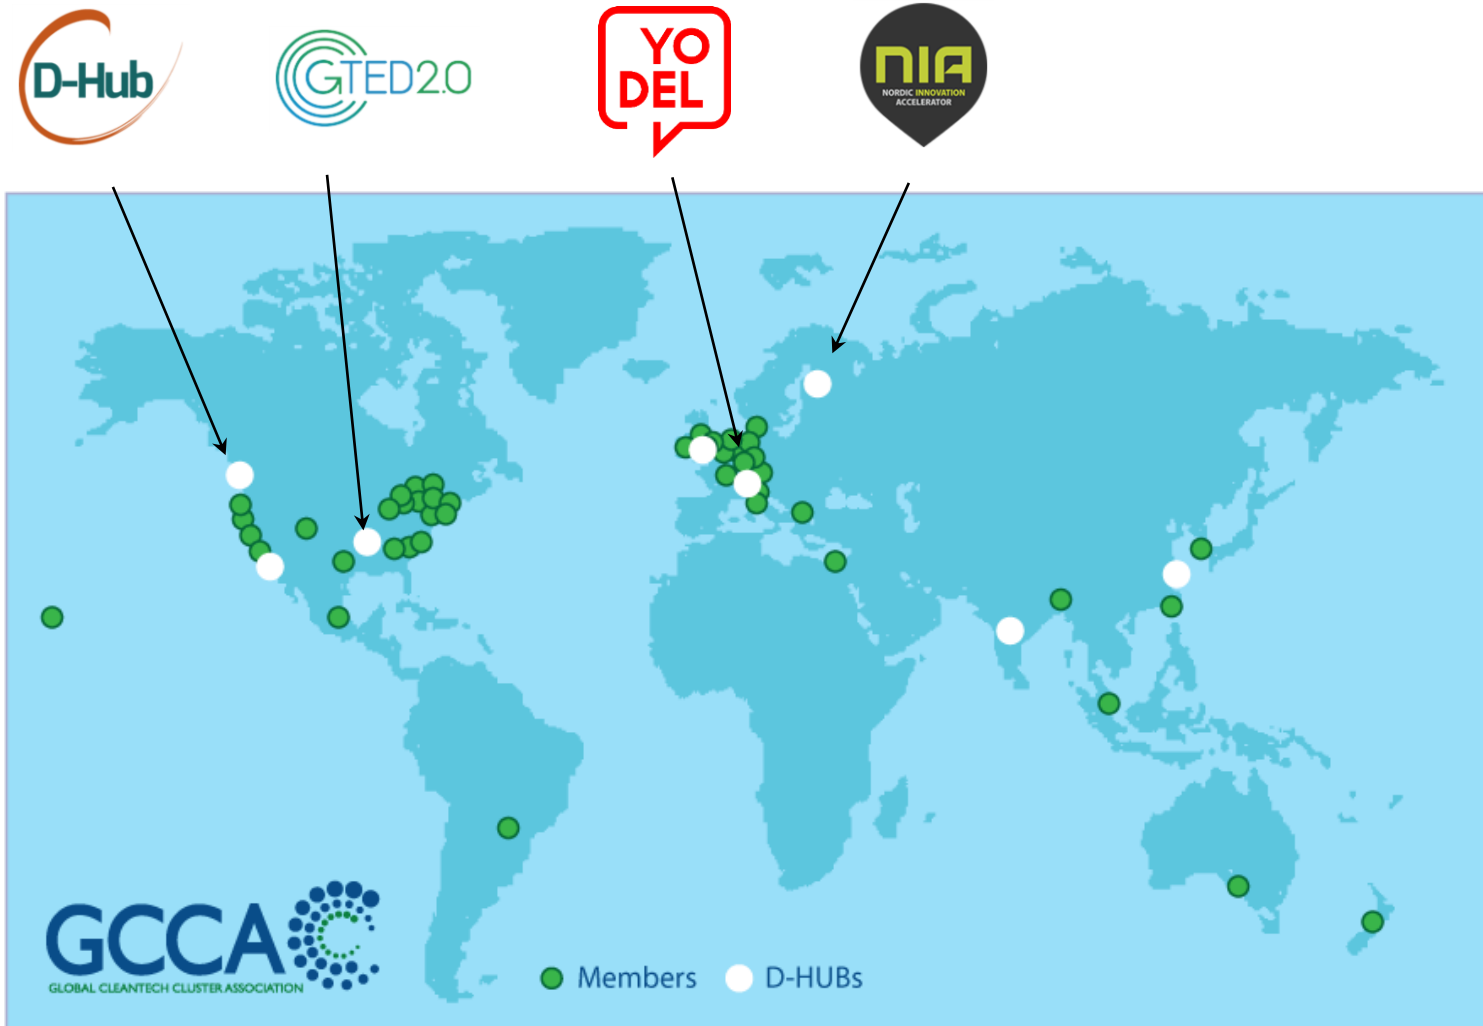 D-Hub
GTED2.0
YO
DEL
NIA
NORDIC INNOVATION
ACCELERATOR
GCCA
GLOBAL CLEANTECH CLUSTER ASSOCIATION
Members
D-HUBs